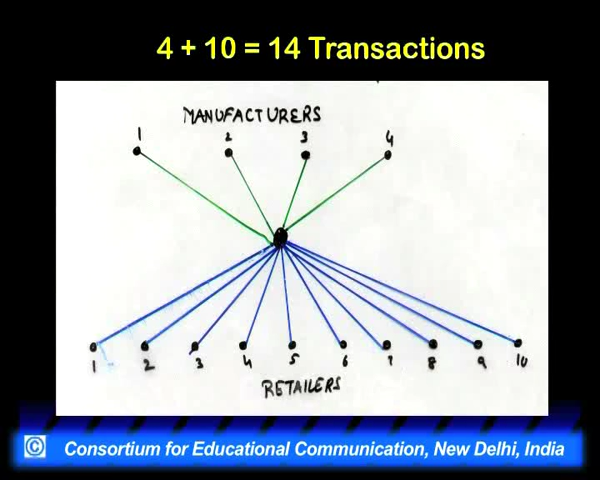 4 + 10 = 14 Transactions
MANUFACTURERS
1 2 3 4
1 2 3 4 5 6 7 8 9 10
RETAILERS
© Consortium for Educational Communication, New Delhi, India